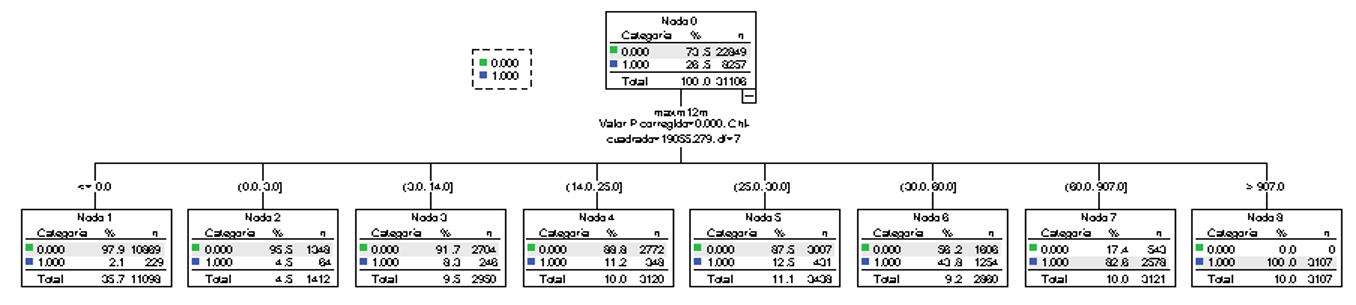 Nodo 0
Categoría % n
0.000 73.5 22849
1.000 26.5 8257
Total 100.0 31106
0.000
1.000
maxm12m
Valor P corregido=0.000, Chi-
cuadrado=19055.279, df=7
<= 0.0
(0.0, 3.0]
(3.0, 14.0]
(14.0, 25.0]
(25.0, 30.0]
(30.0, 60.0]
(60.0, 907.0]
> 907.0
Nodo 1
Categoría % n
0.000 97.9 10869
1.000 2.1 229
Total 35.7 11098
Nodo 2
Categoría % n
0.000 95.5 1348
1.000 4.5 64
Total 4.5 1412
Nodo 3
Categoría % n
0.000 91.7 2704
1.000 8.3 246
Total 9.5 2950
Nodo 4
Categoría % n
0.000 88.8 2772
1.000 11.2 348
Total 10.0 3120
Nodo 5
Categoría % n
0.000 87.5 3007
1.000 12.5 431
Total 11.1 3438
Nodo 6
Categoría % n
0.000 56.2 1606
1.000 43.8 1254
Total 9.2 2860
Nodo 7
Categoría % n
0.000 17.4 543
1.000 82.6 2578
Total 10.0 3121
Nodo 8
Categoría % n
0.000 0.0 0
1.000 100.0 3107
Total 10.0 3107